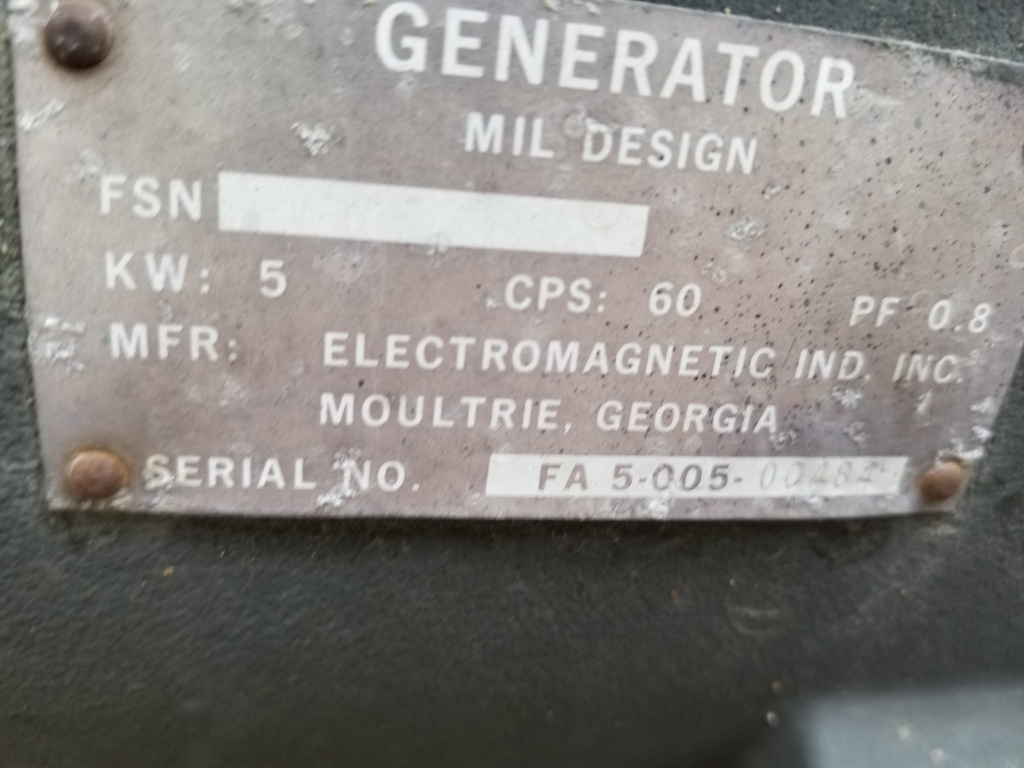 GENERATOR
MIL DESIGN
FSN
KW: 5 CPS: 60 PF 0.8
MFR: ELECTROMAGNETIC IND. INC.
MOULTRIE, GEORGIA
SERIAL NO. FA 5-005-00484